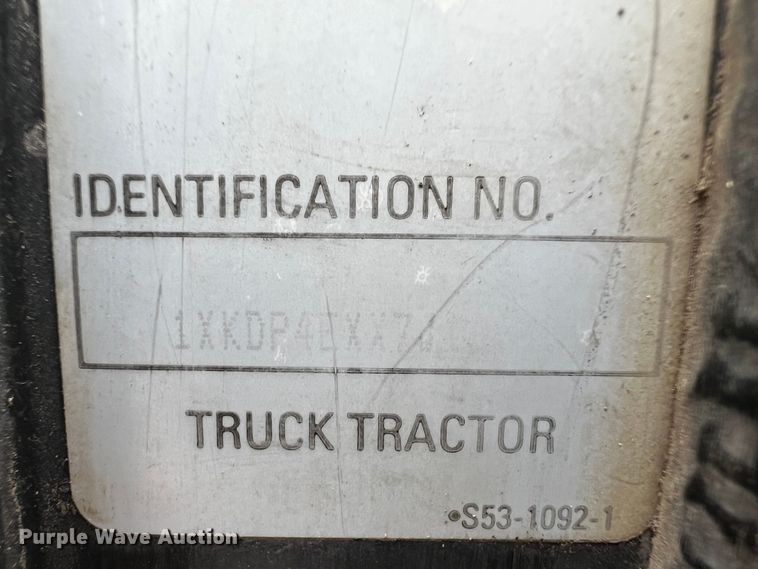 IDENTIFICATION NO.
TRUCK TRACTOR
•S53-1092-1
Purple Wave Auction